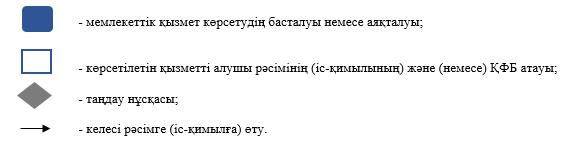 - мемлекеттік қызмет көрсетудің басталуы немесе аяқталуы;
- көрсетілетін қызметті алушы рәсімінің (іс-қимылының) және (немесе) ҚФБ атауы;
- таңдау нұсқасы;
- келесі рәсімге (іс-қимылға) өту.